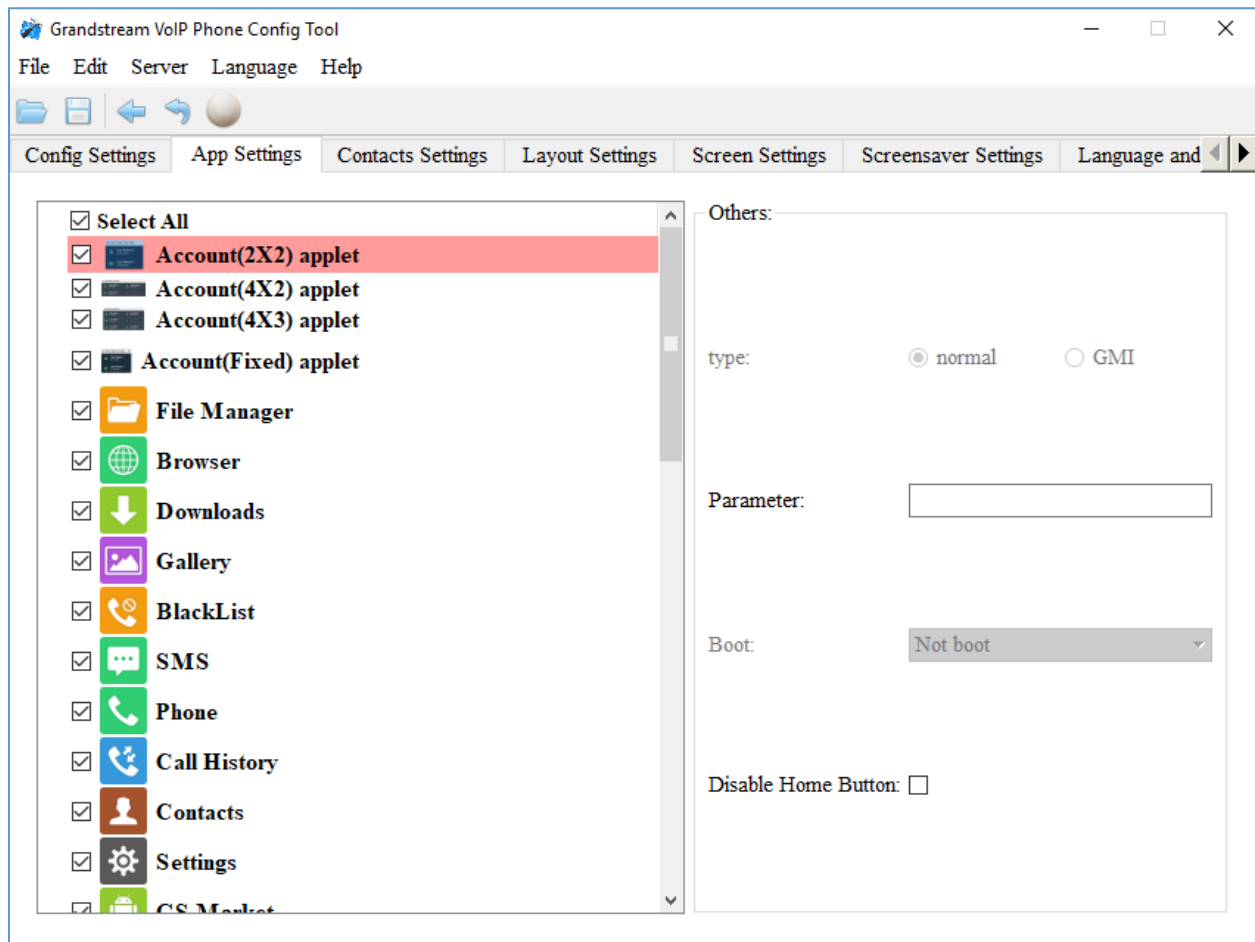 Grandstream VoIP Phone Config Tool
File Edit Server Language Help
Config Settings App Settings Contacts Settings Layout Settings Screen Settings Screensaver Settings Language and
Select All
Account(2X2) applet
Account(4X2) applet
Account(4X3) applet
Account(Fixed) applet
File Manager
Browser
Downloads
Gallery
BlackList
SMS
Phone
Call History
Contacts
Settings
GS Market
Others:
type: normal GMI
Parameter:
Boot: Not boot
Disable Home Button: